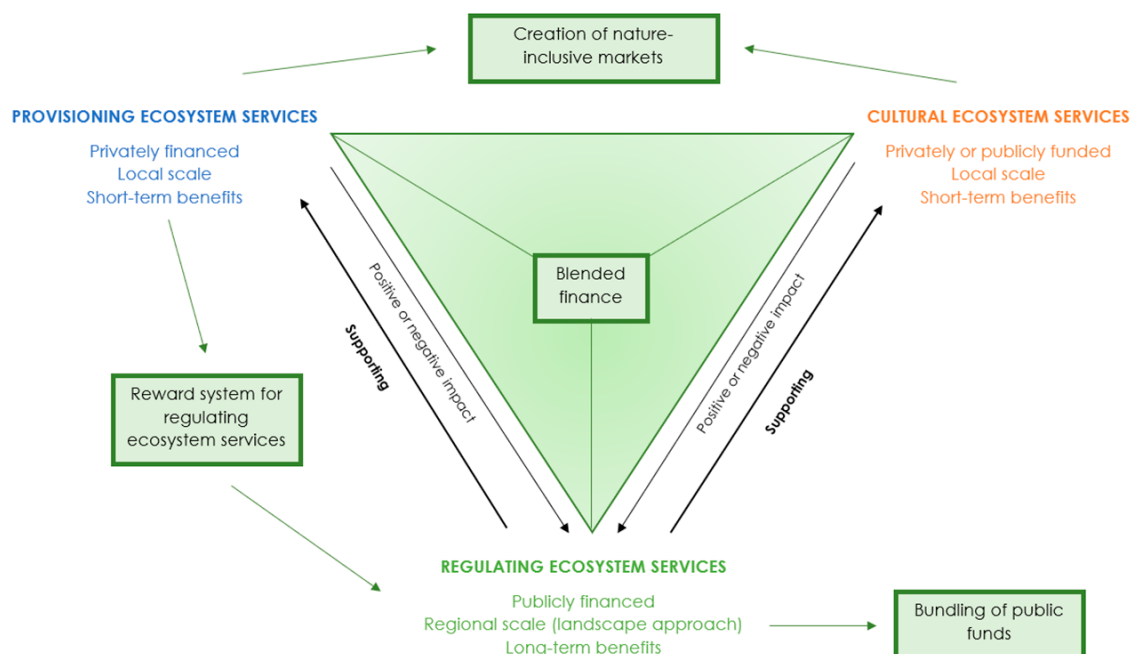 Creation of nature-
inclusive markets
PROVISIONING ECOSYSTEM SERVICES
Privately financed
Local scale
Short-term benefits
CULTURAL ECOSYSTEM SERVICES
Privately or publicly funded
Local scale
Short-term benefits
Blended
finance
Positive or negative impact
Supporting
Positive or negative impact
Supporting
Reward system for
regulating
ecosystem services
REGULATING ECOSYSTEM SERVICES
Publicly financed
Regional scale (landscape approach)
Long-term benefits
Bundling of public
funds